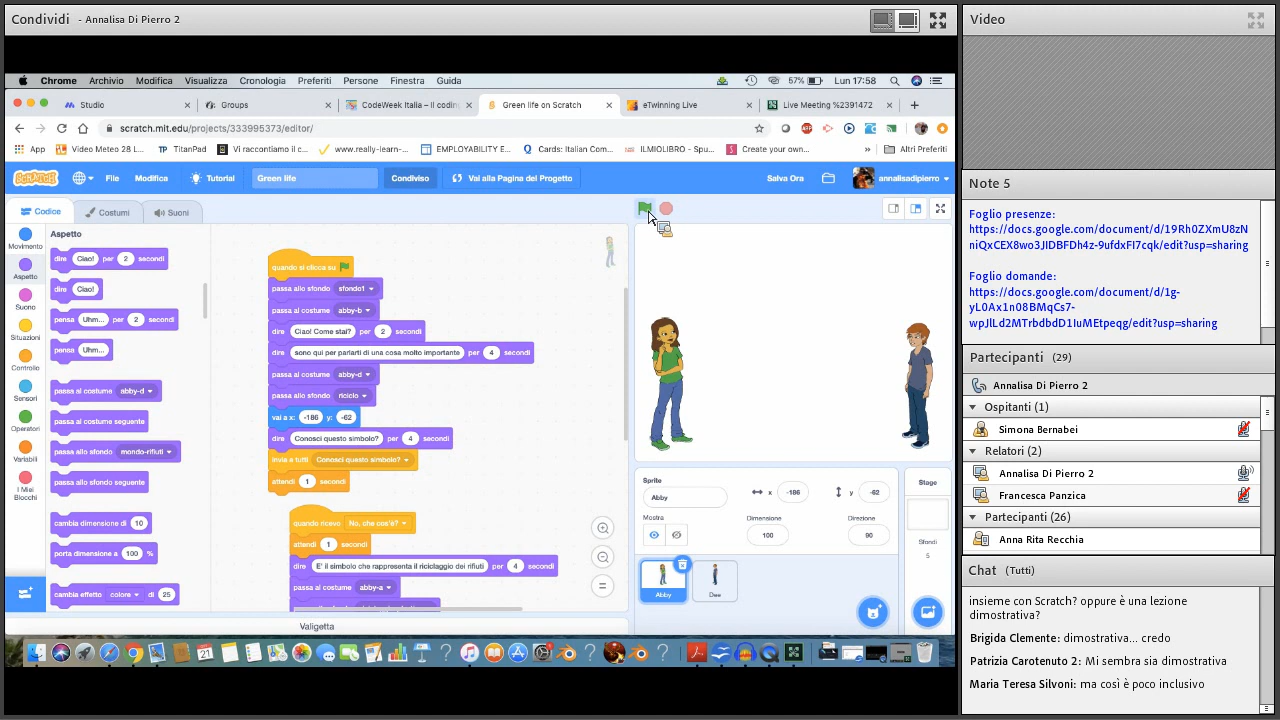 Condividi - Annalisa Di Pierro 2
Chrome Archivio Modifica Visualizza Cronologia Preferiti Persone Finestra Guida 57% Lun 17:58
Studio × Groups × CodeWeek Italia – Il codin × Green life on Scratch × eTwinning Live × Live Meeting %2391472 × +
scratch.mit.edu/projects/333995373/editor/
App Video Meteo 28 L... TitanPad Vi raccontiamo il c... www.really-learn-... EMPLOYABILITY E... Cards: Italian Com... ILMIOLIBRO - Spu... Create your own... » Altri Preferiti
SCRATCH File Modifica Tutorial Green life Condiviso Vai alla Pagina del Progetto Salva Ora annalisadipierro
Codice Costumi Suoni
Movimento
Aspetto
Suono
Situazioni
Controllo
Sensori
Operatori
Variabili
I Miei
Blocchi
Aspetto
dire Ciao! per 2 secondi
dire Ciao!
pensa Uhm... per 2 secondi
pensa Uhm...
passa al costume abby-d
passa al costume seguente
passa allo sfondo mondo-rifiuti
passa allo sfondo seguente
cambia dimensione di 10
porta dimensione a 100 %
cambia effetto colore di 25
quando si clicca su
passa allo sfondo sfondo1
passa al costume abby-b
dire Ciao! Come stai? per 2 secondi
dire sono qui per parlarti di una cosa molto importante per 4 secondi
passa al costume abby-d
passa allo sfondo riciclo
vai a x: -186 y: -62
dire Conosci questo simbolo? per 4 secondi
invia a tutti Conosci questo simbolo?
attendi 1 secondi
quando ricevo No, che cos'è?
attendi 1 secondi
dire E' il simbolo che rappresenta il riciclaggio dei rifiuti per 4 secondi
passa al costume abby-a
Valigetta
Sprite
Abby x -186 y -62
Mostra Dimensione Direzione
100 90
Abby Dee
Stage
Sfondi
5
Video
Note 5
Foglio presenze:
https://docs.google.com/document/d/19Rh0ZXmU8zN
niQxCEX8wo3JIDBFDh4z-9ufdxFI7cqk/edit?usp=sharing
Foglio domande:
https://docs.google.com/document/d/1g-
yL0Ax1n08BMqCs7-
wpJlLd2MTrbdbdD1IuMEtpeqg/edit?usp=sharing
Partecipanti (29)
Annalisa Di Pierro 2
Ospitanti (1)
Simona Bernabei
Relatori (2)
Annalisa Di Pierro 2
Francesca Panzica
Partecipanti (26)
Anna Rita Recchia
Chat (Tutti)
insieme con Scratch? oppure è una lezione
dimostrativa?
Brigida Clemente: dimostrativa... credo
Patrizia Carotenuto 2: Mi sembra sia dimostrativa
Maria Teresa Silvoni: ma così è poco inclusivo